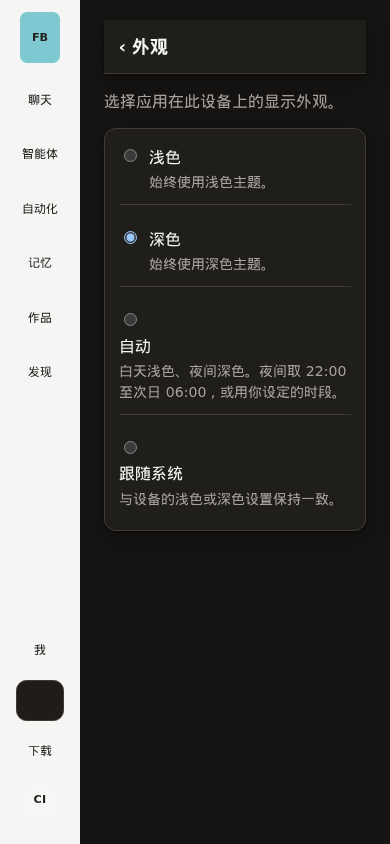 FB
聊天
智能体
自动化
记忆
作品
发现
我
下载
CI
‹ 外观
选择应用在此设备上的显示外观。
浅色
始终使用浅色主题。
深色
始终使用深色主题。
自动
白天浅色、夜间深色。夜间取 22:00
至次日 06:00，或用你设定的时段。
跟随系统
与设备的浅色或深色设置保持一致。